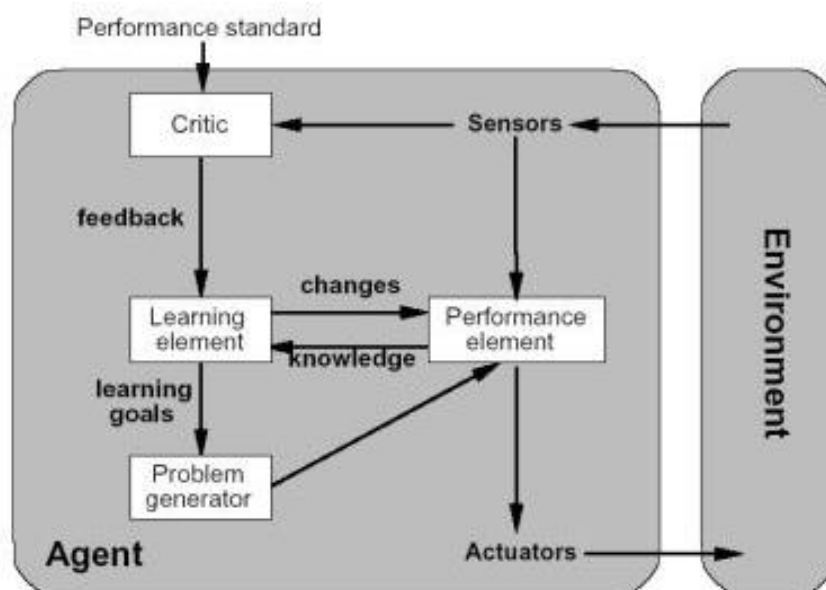 Performance standard
Critic
Sensors
feedback
changes
Learning
element
Performance
element
knowledge
learning
goals
Problem
generator
Agent
Actuators
Environment